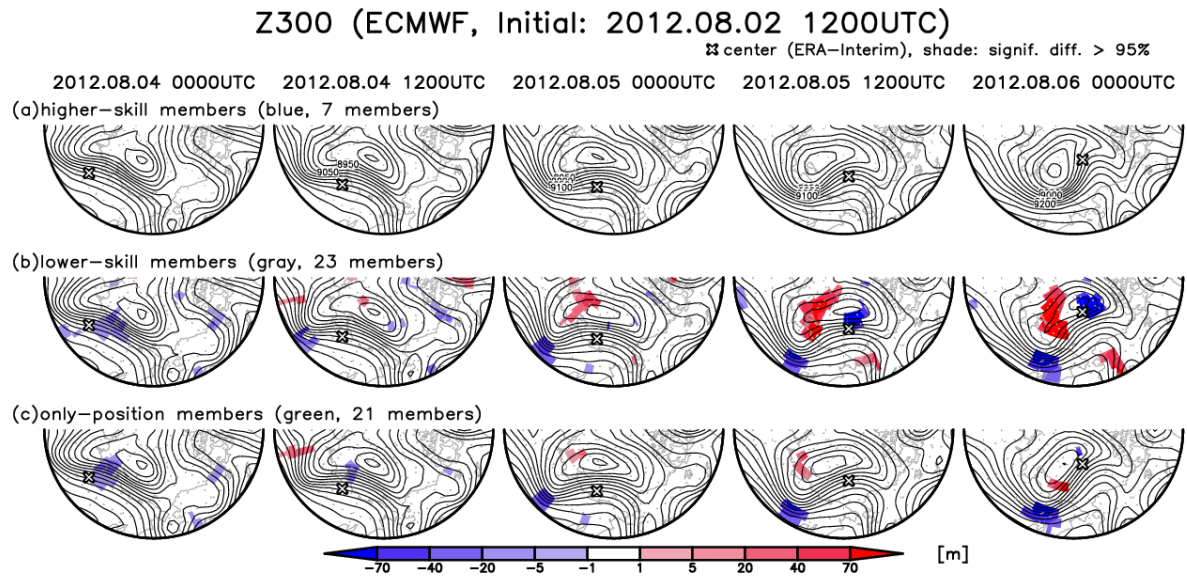 Z300 (ECMWF, Initial: 2012.08.02 1200UTC)
center (ERA-Interim), shade: signif. diff. > 95%
2012.08.04 0000UTC 2012.08.04 1200UTC 2012.08.05 0000UTC 2012.08.05 1200UTC 2012.08.06 0000UTC
(a)higher-skill members (blue, 7 members)
8950
9050
9100
9100
9000
9200
(b)lower-skill members (gray, 23 members)
(c)only-position members (green, 21 members)
-70 -40 -20 -5 -1 1 5 20 40 70 [m]